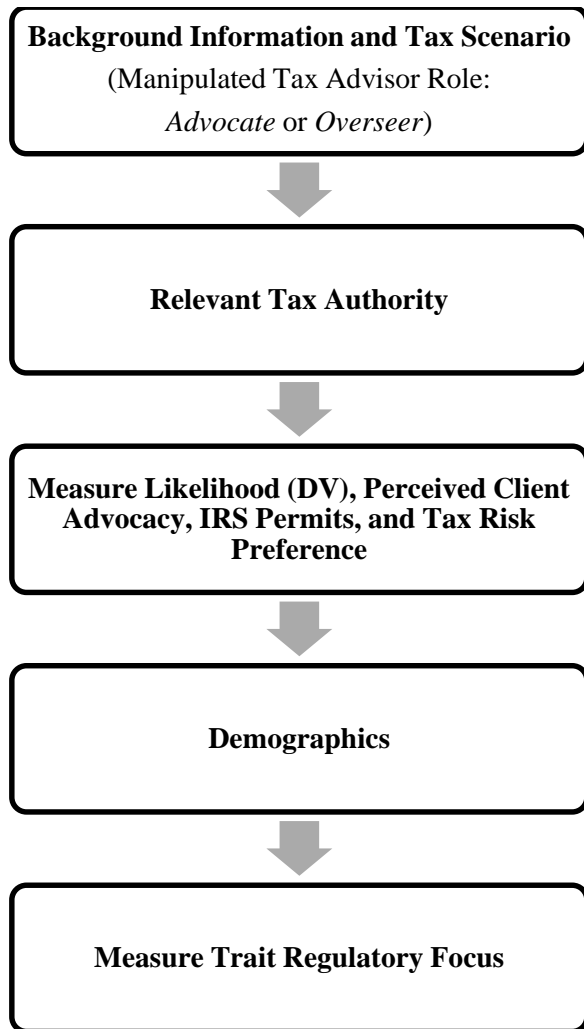 Background Information and Tax Scenario
(Manipulated Tax Advisor Role:
Advocate or Overseer)
Relevant Tax Authority
Measure Likelihood (DV), Perceived Client
Advocacy, IRS Permits, and Tax Risk
Preference
Demographics
Measure Trait Regulatory Focus